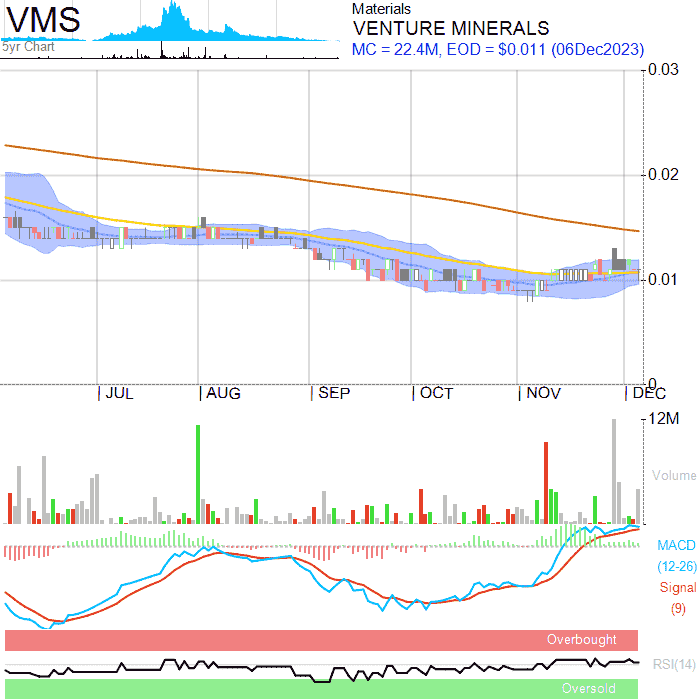 VMS
5yr Chart
Materials
VENTURE MINERALS
MC = 22.4M, EOD = $0.011 (06Dec2023)
0.03
0.02
0.01
0
JUL
AUG
SEP
OCT
NOV
DEC
12M
Volume
MACD
(12-26)
Signal
(9)
Overbought
RSI(14)
Oversold